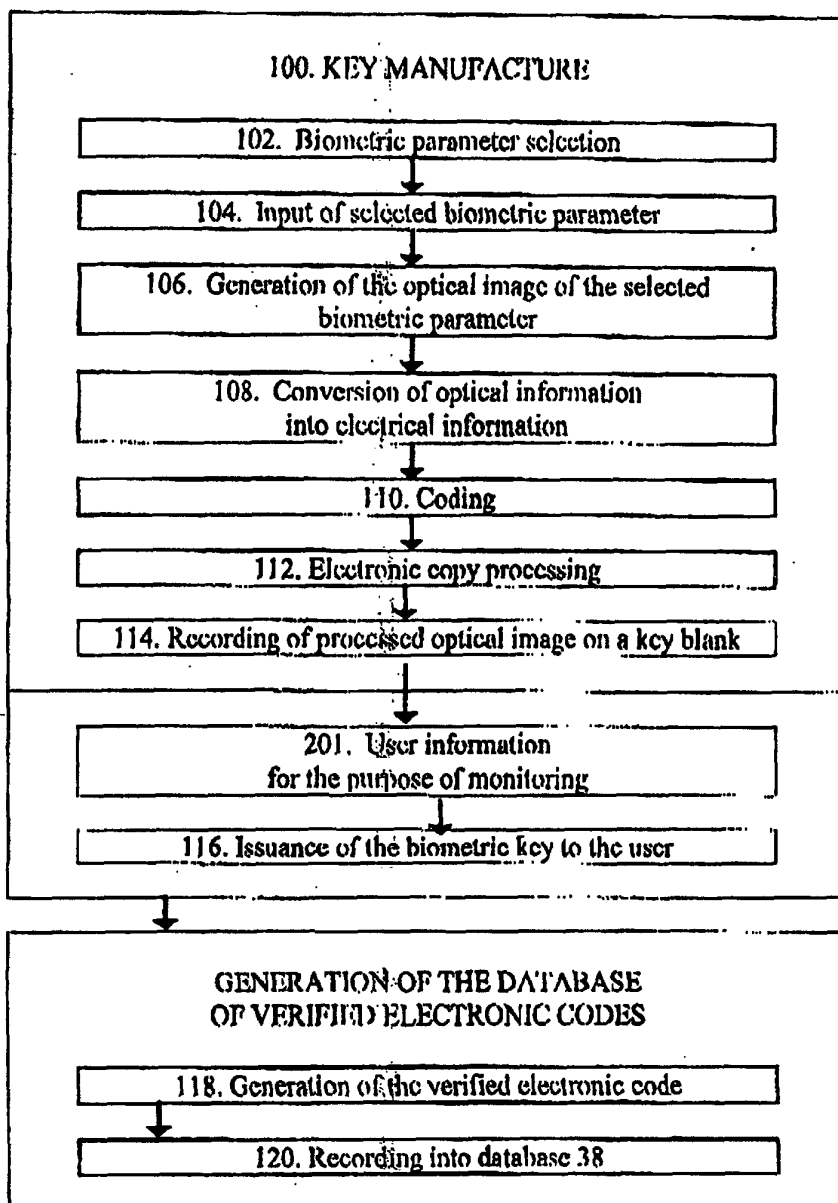 100. KEY MANUFACTURE
102. Biometric parameter selection
104. Input of selected biometric parameter
106. Generation of the optical image of the selected
biometric parameter
108. Conversion of optical information
into electrical information
110. Coding
112. Electronic copy processing
114. Recording of processed optical image on a key blank
201. User information
for the purpose of monitoring
116. Issuance of the biometric key to the user
GENERATION OF THE DATABASE
OF VERIFIED ELECTRONIC CODES
118. Generation of the verified electronic code
120. Recording into database 38